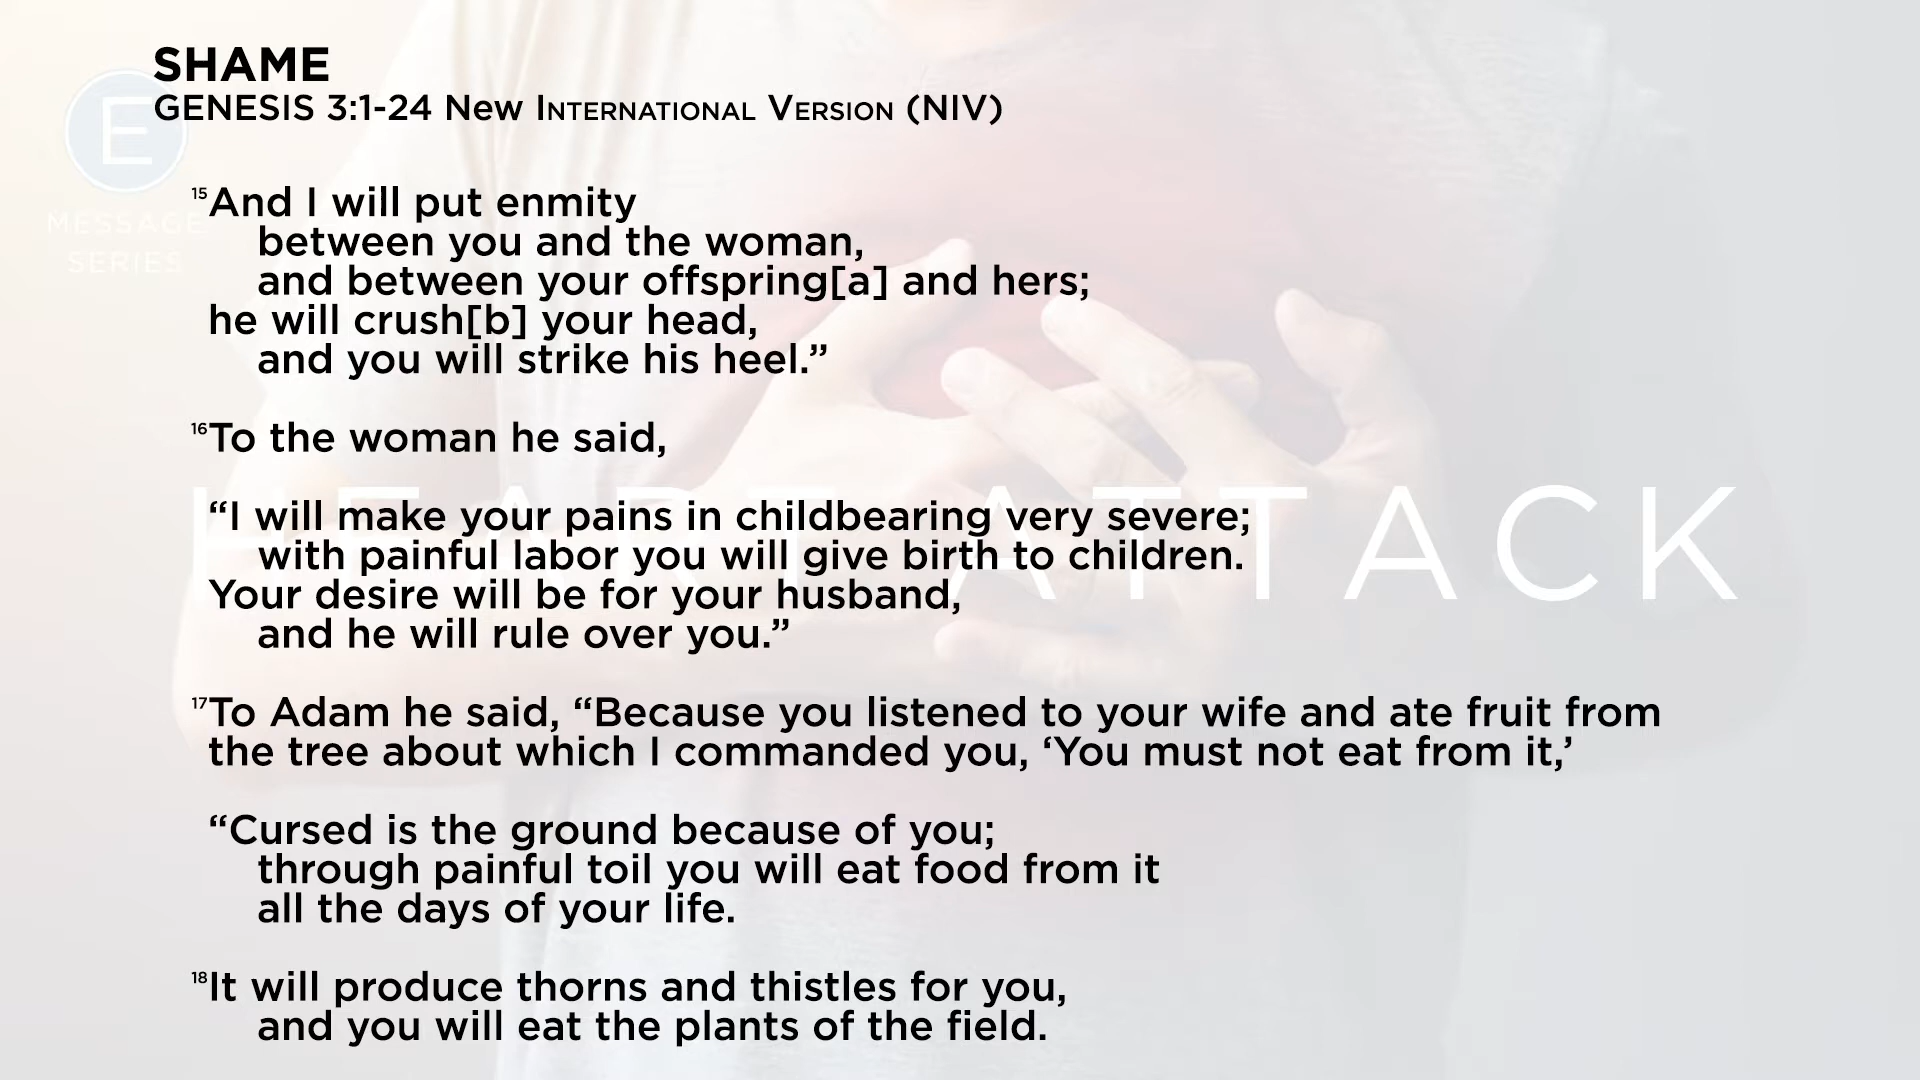 SHAME
GENESIS 3:1-24 New International Version (NIV)
E
MESSAGE
SERIES
15And I will put enmity
between you and the woman,
and between your offspring[a] and hers;
he will crush[b] your head,
and you will strike his heel.”
16To the woman he said,
“I will make your pains in childbearing very severe;
with painful labor you will give birth to children.
Your desire will be for your husband,
and he will rule over you.”
HEART ATTACK
17To Adam he said, “Because you listened to your wife and ate fruit from
the tree about which I commanded you, ‘You must not eat from it,’
“Cursed is the ground because of you;
through painful toil you will eat food from it
all the days of your life.
18It will produce thorns and thistles for you,
and you will eat the plants of the field.